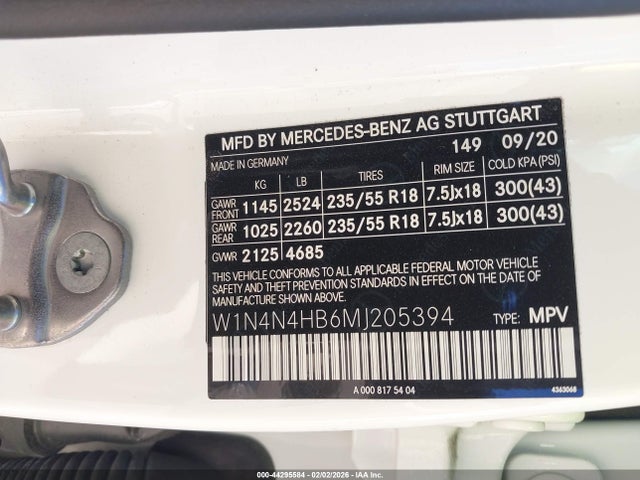 MFD BY MERCEDES-BENZ AG STUTTGART
MADE IN GERMANY 149 09/20
KG LB TIRES RIM SIZE COLD KPA (PSI)
GAWR FRONT 1145 2524 235/55 R18 7.5Jx18 300(43)
GAWR REAR 1025 2260 235/55 R18 7.5Jx18 300(43)
GVWR 2125 4685
THIS VEHICLE CONFORMS TO ALL APPLICABLE FEDERAL MOTOR VEHICLE
SAFETY AND THEFT PREVENTION STANDARDS IN EFFECT ON THE DATE OF
MANUFACTURE SHOWN ABOVE.
W1N4N4HB6MJ205394 TYPE: MPV
A 000 817 54 04 4363068
000-44295584 - 02/02/2026 - IAAI.COM